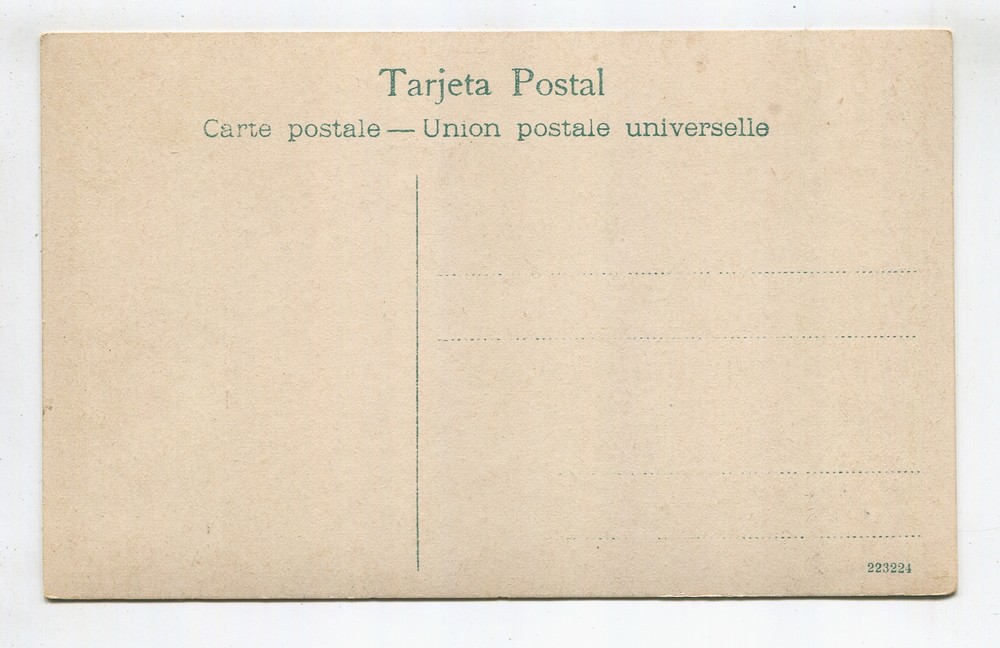 Tarjeta Postal
Carte postale — Union postale universelle
223224